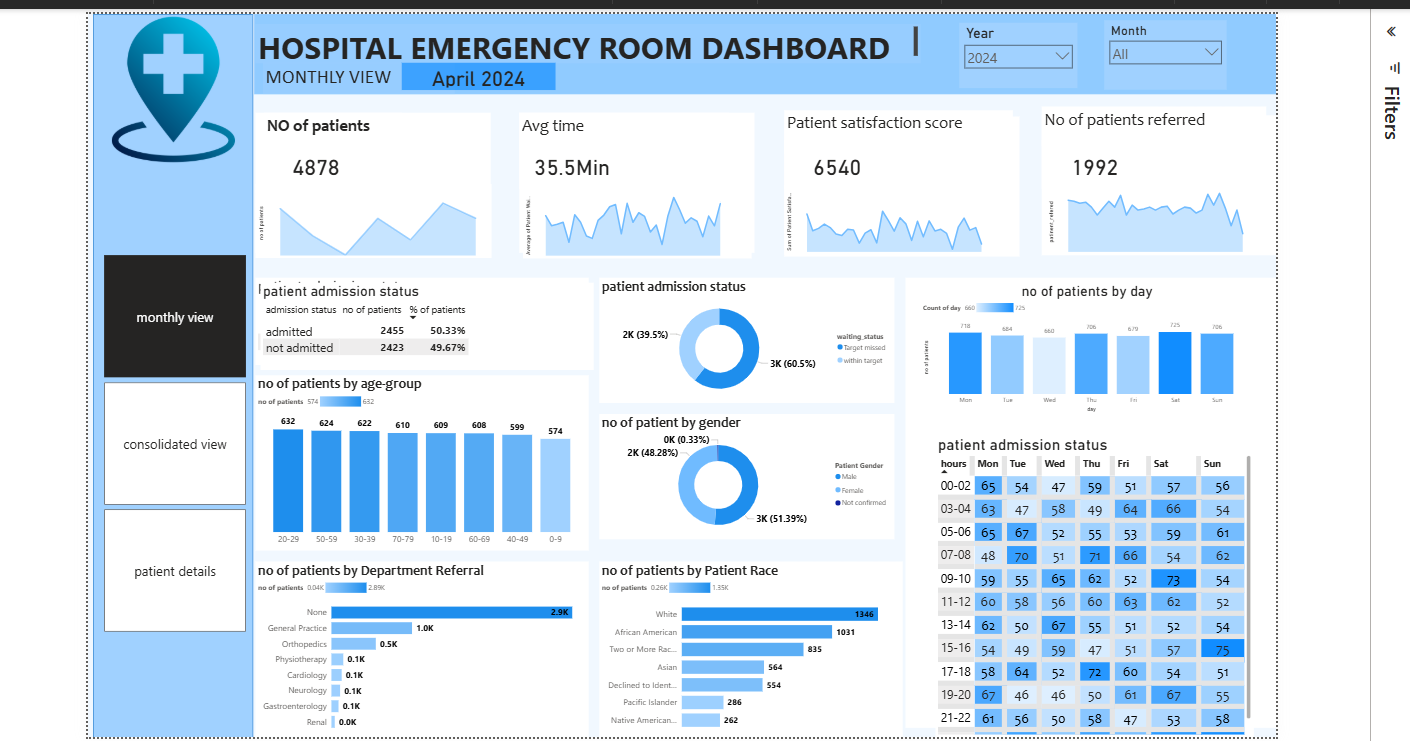 HOSPITAL EMERGENCY ROOM DASHBOARD
MONTHLY VIEW
April 2024
Year
2024
Month
All
Filters
monthly view
consolidated view
patient details
NO of patients
4878
no of patients
Avg time
35.5Min
Average of Patient Wai...
Patient satisfaction score
6540
Sum of Patient Satisfa...
No of patients referred
1992
patient admission status
admission status no of patients % of patients
admitted 2455 50.33%
not admitted 2423 49.67%
no of patients by age-group
no of patients 574 632
632 624 622 610 609 608 599 574
20-29 50-59 30-39 70-79 10-19 60-69 40-49 0-9
no of patients by Department Referral
no of patients 0.04K 2.89K
None 2.9K
General Practice 1.0K
Orthopedics 0.5K
Physiotherapy 0.1K
Cardiology 0.1K
Neurology 0.1K
Gastroenterology 0.1K
Renal 0.0K
patient admission status
2K (39.5%)
3K (60.5%)
waiting_status
Target missed
within target
no of patient by gender
0K (0.33%)
2K (48.28%)
3K (51.39%)
Patient Gender
Male
Female
Not confirmed
no of patients by Patient Race
no of patients 0.26K 1.35K
White 1346
African American 1031
Two or More Rac... 835
Asian 564
Declined to Ident... 554
Pacific Islander 286
Native American... 262
no of patients by day
Count of day 660 725
no of patients
718 684 660 706 679 725 706
Mon Tue Wed Thu Fri Sat Sun
day
patient admission status
hours Mon Tue Wed Thu Fri Sat Sun
00-02 65 54 47 59 51 57 56
03-04 63 47 58 49 64 66 54
05-06 65 67 52 55 53 59 61
07-08 48 70 51 71 66 54 62
09-10 59 55 65 62 52 73 54
11-12 60 58 56 60 63 62 52
13-14 62 50 67 55 51 52 54
15-16 54 49 59 47 51 57 75
17-18 58 64 52 72 60 54 51
19-20 67 46 46 50 61 67 55
21-22 61 56 50 58 47 53 58